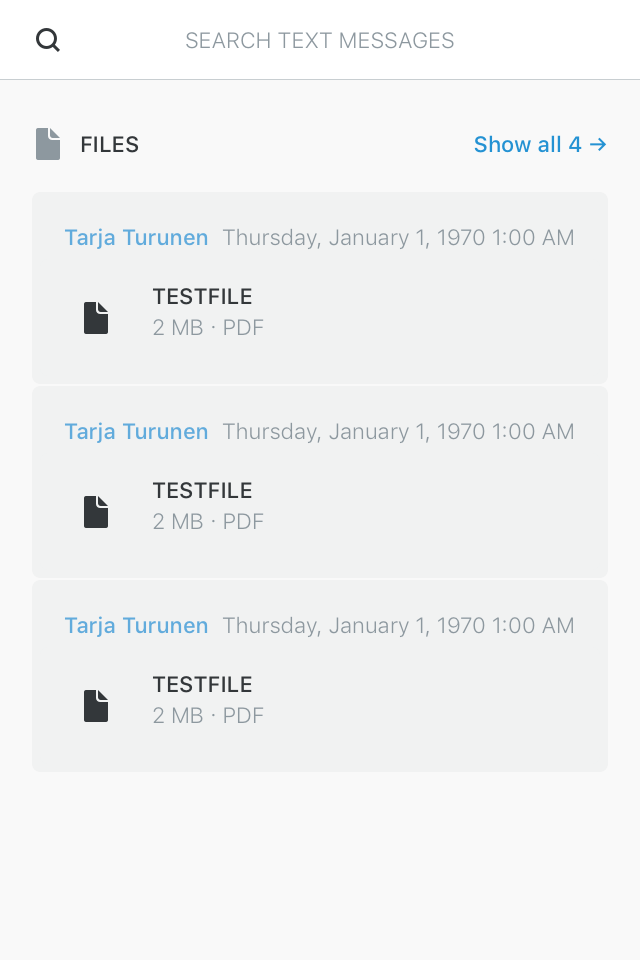 SEARCH TEXT MESSAGES
FILES
Show all 4 →
Tarja Turunen Thursday, January 1, 1970 1:00 AM
TESTFILE
2 MB · PDF
Tarja Turunen Thursday, January 1, 1970 1:00 AM
TESTFILE
2 MB · PDF
Tarja Turunen Thursday, January 1, 1970 1:00 AM
TESTFILE
2 MB · PDF